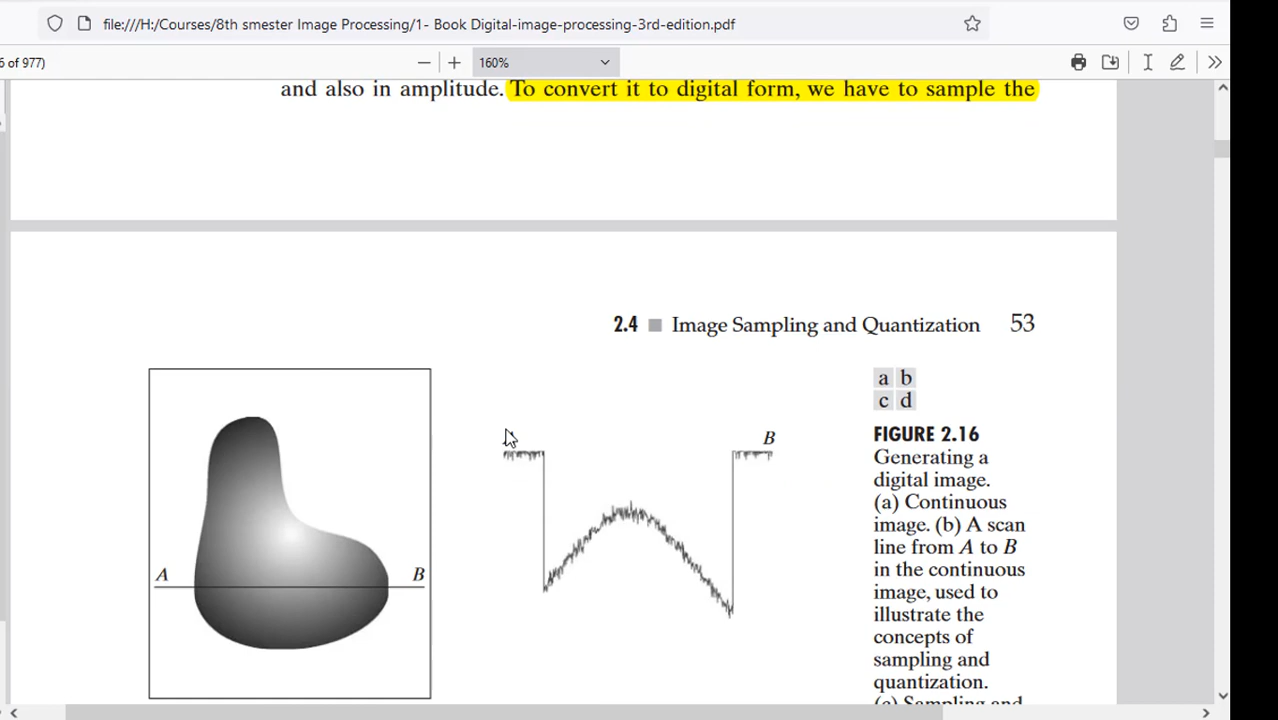 file:///H:/Courses/8th smester Image Processing/1- Book Digital-image-processing-3rd-edition.pdf
6 of 977)
160%
and also in amplitude. To convert it to digital form, we have to sample the
2.4 Image Sampling and Quantization 53
A B
B
a b
c d
FIGURE 2.16
Generating a
digital image.
(a) Continuous
image. (b) A scan
line from A to B
in the continuous
image, used to
illustrate the
concepts of
sampling and
quantization.
(c) Sampling and